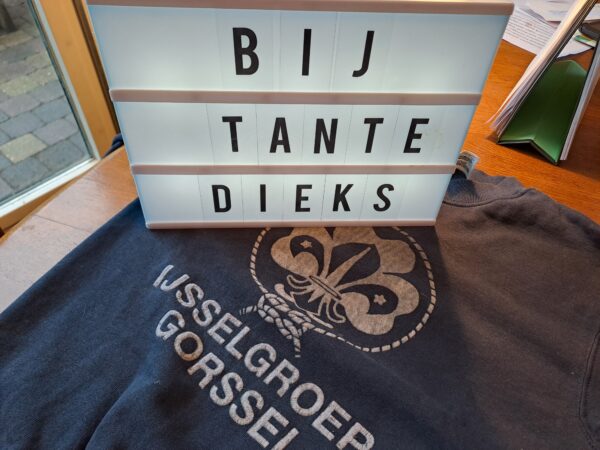 BIJ
TANTE
DIEKS
IJSSELGROEP
GORSSEL